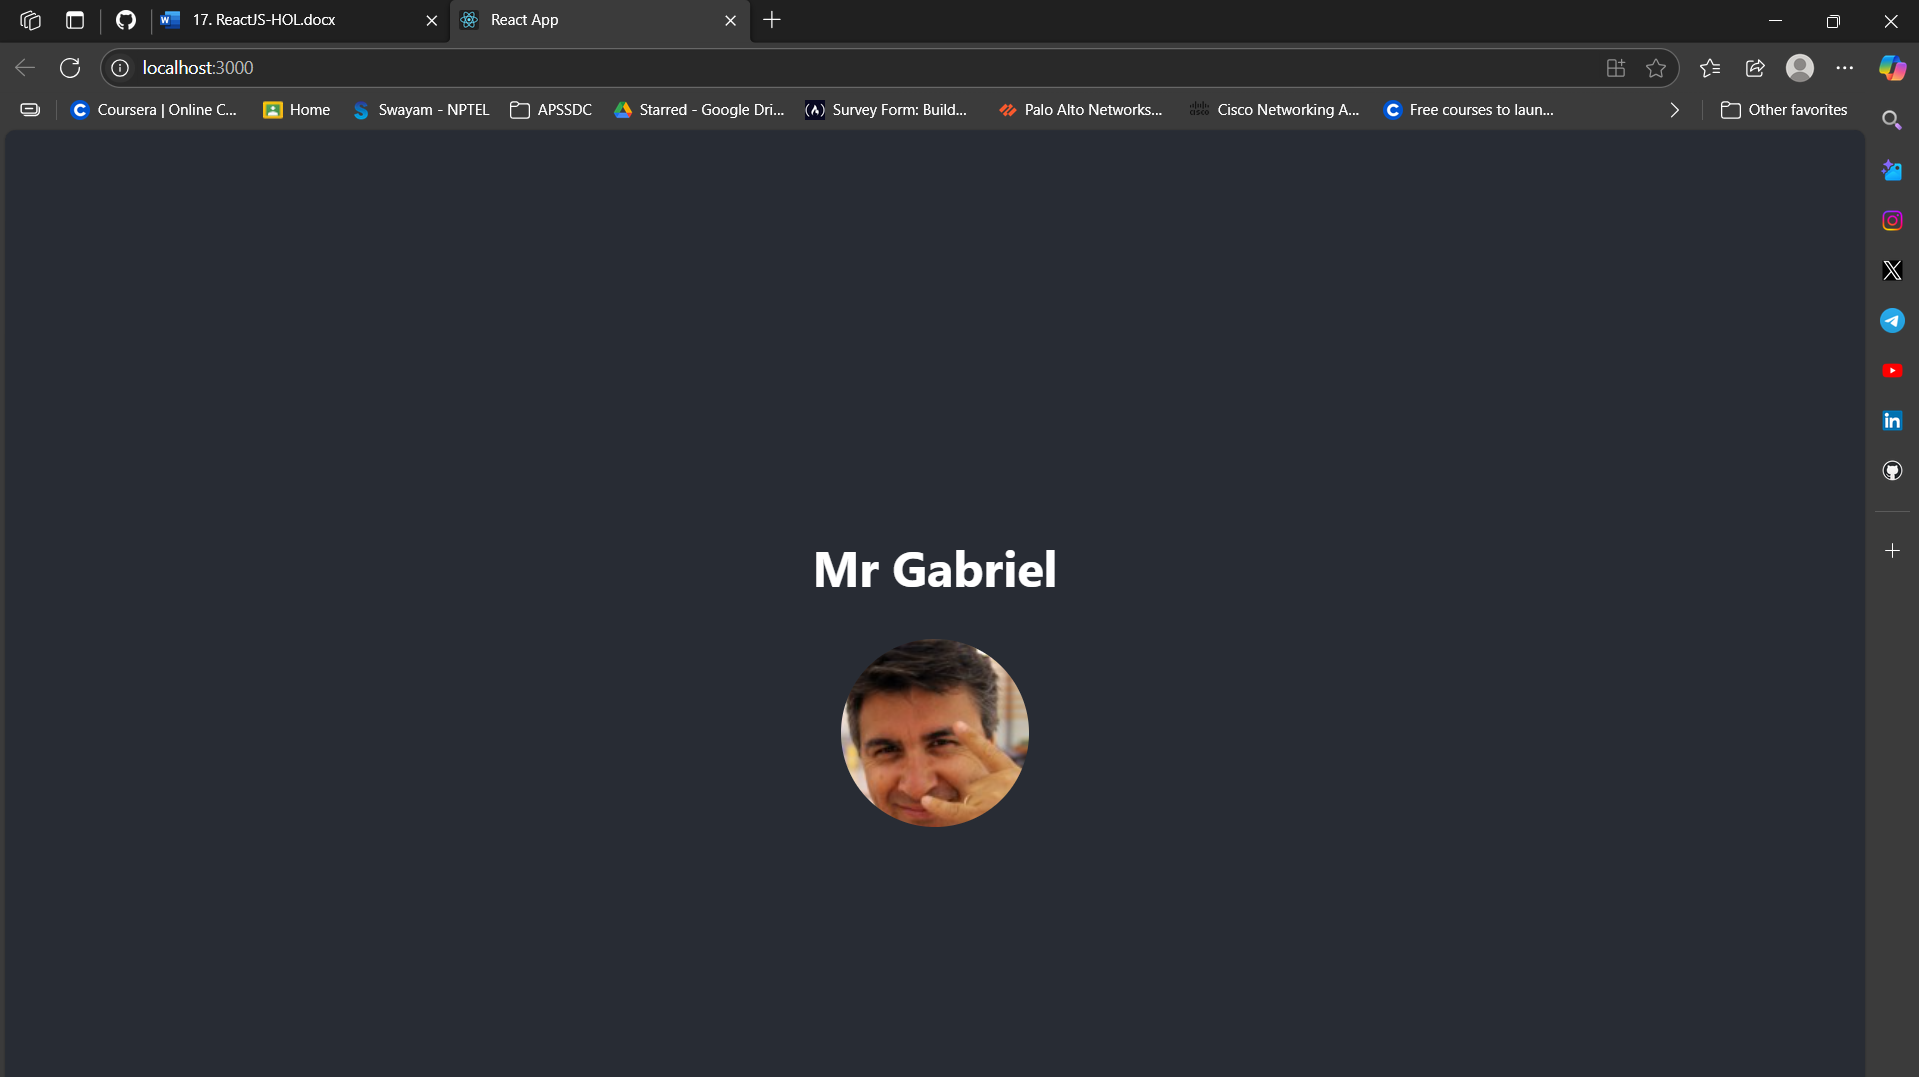 17. ReactJS-HOL.docx
React App
localhost:3000
Coursera | Online C...
Home
Swayam - NPTEL
APSSDC
Starred - Google Dri...
Survey Form: Build...
Palo Alto Networks...
Cisco Networking A...
Free courses to laun...
Other favorites
Mr Gabriel